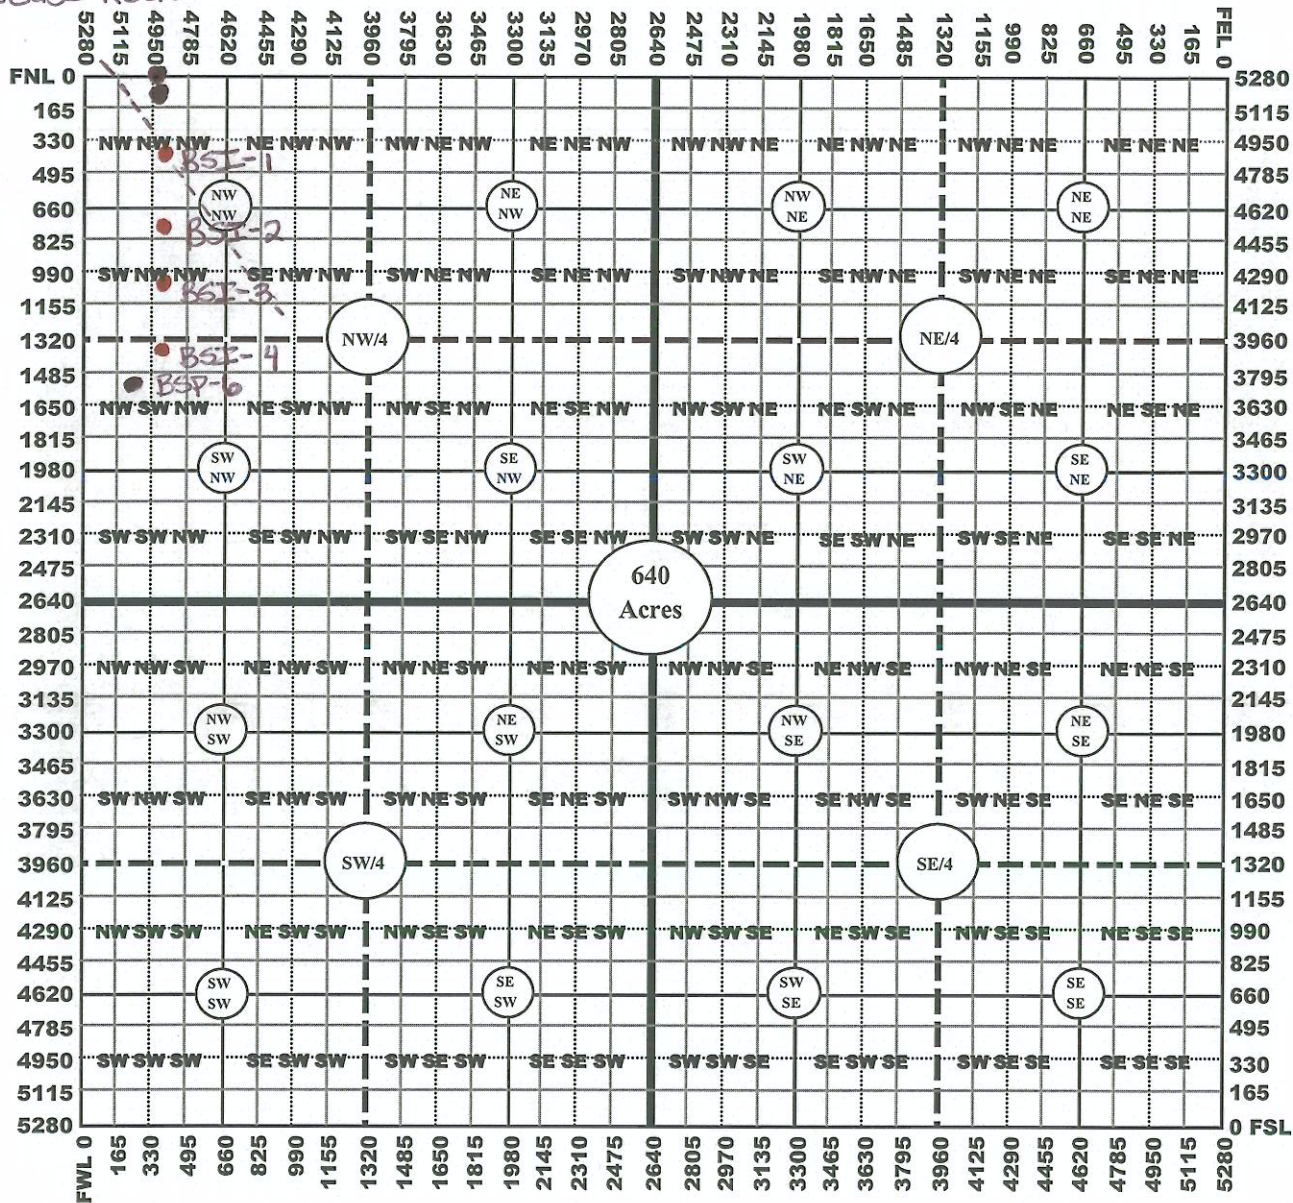 5280 5115 4950 4785 4620 4455 4290 4125 3960 3795 3630 3465 3300 3135 2970 2805 2640 2475 2310 2145 1980 1815 1650 1485 1320 1155 990 825 660 495 330 165 FEL 0
FNL 0 5280
165 5115
330 NW NW NW NE NW NW NW NE NW NE NE NW NW NW NE NE NW NE NW NE NE NE NE NE 4950
BSI-1
495 4785
660 NW NW NE NW NW NE NE NE 4620
BSI-2
825 4455
990 SW NW NW SE NW NW SW NE NW SE NE NW SW NW NE SE NW NE SW NE NE SE NE NE 4290
BSI-3
1155 4125
1320 NW/4 NE/4 3960
BSI-4
1485 BSP-6 3795
1650 NW SW NW NE SW NW NW SE NW NE SE NW NW SW NE NE SW NE NW SE NE NE SE NE 3630
1815 3465
1980 SW NW SE NW SW NE SE NE 3300
2145 3135
2310 SW SW NW SE SW NW SW SE NW SE SE NW SW SW NE SE SW NE SW SE NE SE SE NE 2970
2475 640 2805
2640 Acres 2640
2805 2475
2970 NW NW SW NE NW SW NW NE SW NE NE SW NW NW SE NE NW SE NW NE SE NE NE SE 2310
3135 2145
3300 NW SW NE SW NW SE NE SE 1980
3465 1815
3630 SW NW SW SE NW SW SW NE SW SE NE SW SW NW SE SE NW SE SW NE SE SE NE SE 1650
3795 1485
3960 SW/4 SE/4 1320
4125 1155
4290 NW SW SW NE SW SW NW SE SW NE SE SW NW SW SE NE SW SE NW SE SE NE SE SE 990
4455 825
4620 SW SW SE SW SW SE SE SE 660
4785 495
4950 SW SW SW SE SW SW SW SE SW SE SE SW SW SW SE SE SW SE SW SE SE SE SE SE 330
5115 165
5280 0 FSL
FWL 0 165 330 495 660 825 990 1155 1320 1485 1650 1815 1980 2145 2310 2475 2640 2805 2970 3135 3300 3465 3630 3795 3960 4125 4290 4455 4620 4785 4950 5115 5280